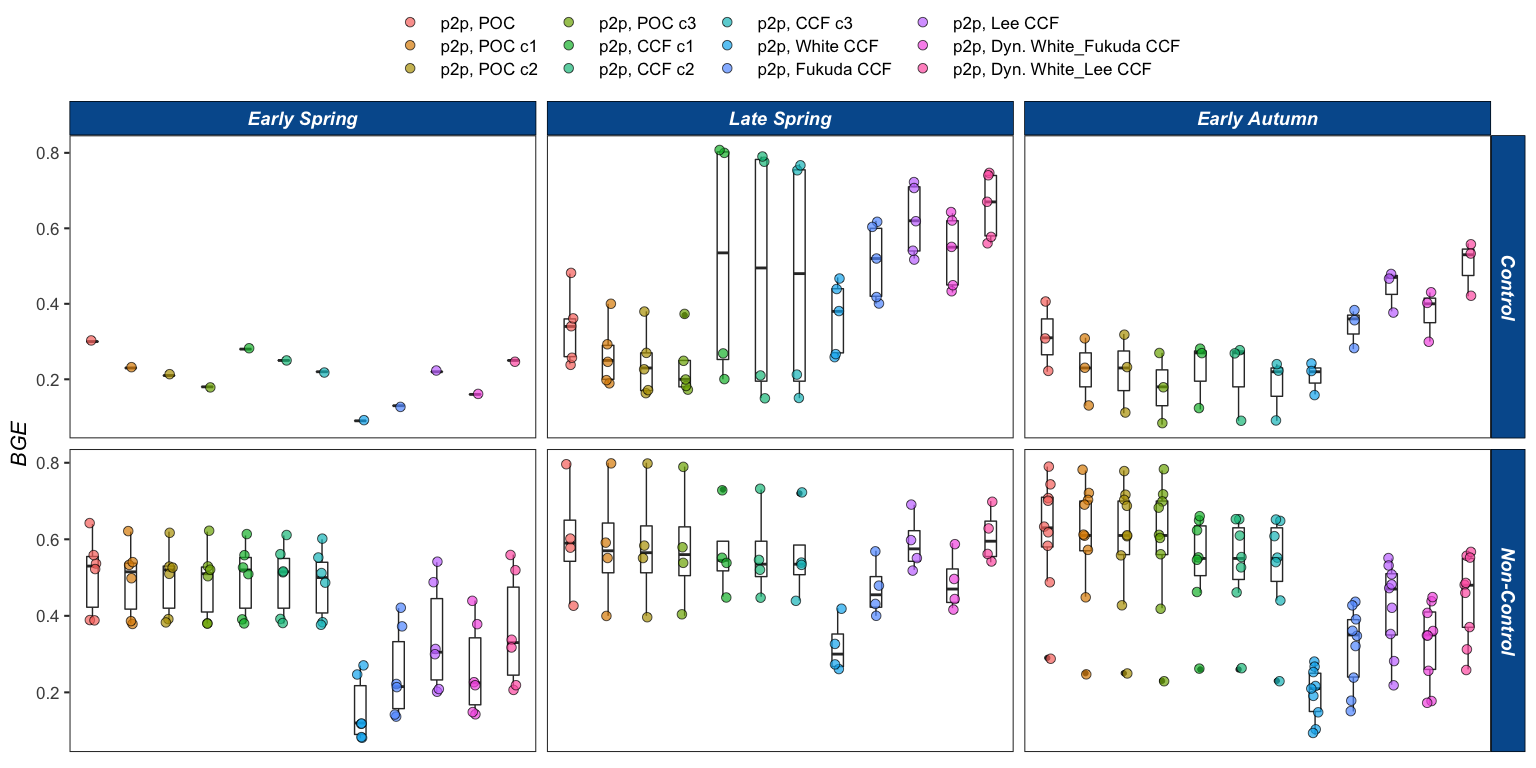 p2p, POC p2p, POC c3 p2p, CCF c3 p2p, Lee CCF
p2p, POC c1 p2p, CCF c1 p2p, White CCF p2p, Dyn. White_Fukuda CCF
p2p, POC c2 p2p, CCF c2 p2p, Fukuda CCF p2p, Dyn. White_Lee CCF
Early Spring Late Spring Early Autumn
0.8
0.6
0.4
0.2
Control
BGE
0.8
0.6
0.4
0.2
Non-Control